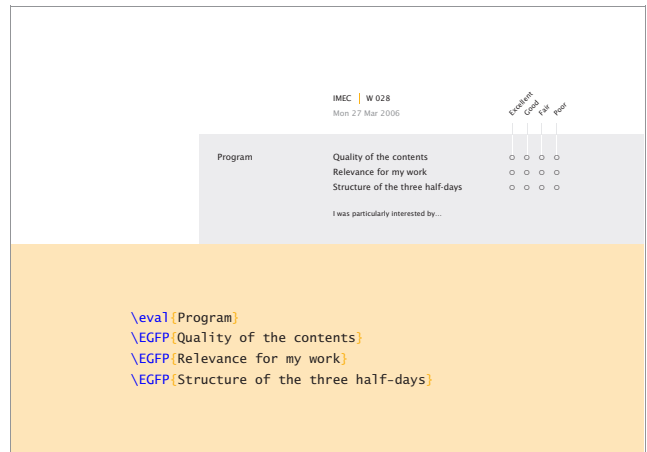 IMEC | W 028
Mon 27 Mar 2006
Excellent Good Fair Poor
Program Quality of the contents O O O O
Relevance for my work O O O O
Structure of the three half-days O O O O
I was particularly interested by...
\eval{Program}
\EGFP{Quality of the contents}
\EGFP{Relevance for my work}
\EGFP{Structure of the three half-days}